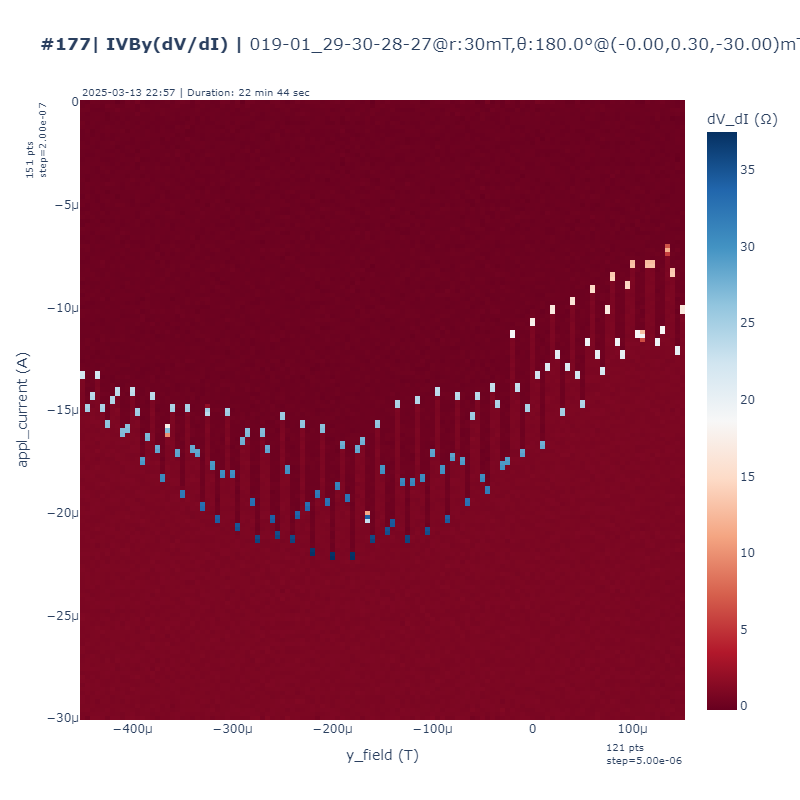 #177| IVBy(dV/dI) | 019-01_29-30-28-27@r:30mT,θ:180.0°@(-0.00,0.30,-30.00)mT
2025-03-13 22:57 | Duration: 22 min 44 sec
151 pts
step=2.00e-07
dV_dI (Ω)
0
−5μ
−10μ
−15μ
−20μ
−25μ
−30μ
appl_current (A)
35
30
25
20
15
10
5
0
−400μ
−300μ
−200μ
−100μ
0
100μ
y_field (T)
121 pts
step=5.00e-06